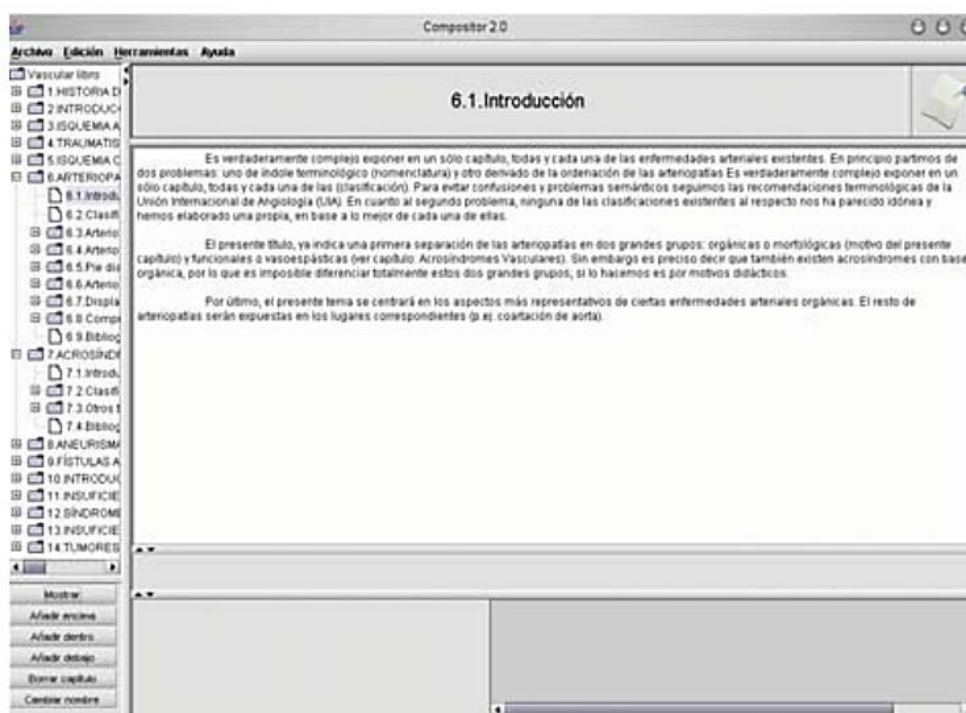 Compositor 2.0
Archivo Edición Herramientas Ayuda
Vascular libro
1.HISTORIA D
2.INTRODUC
3.ISQUEMIA A
4.TRAUMATIS
5.ISQUEMIA C
6.ARTERIOPA
6.1.Introdu
6.2.Clasifi
6.3.Arterio
6.4.Arterio
6.5.Pie dia
6.6.Arterio
6.7.Displa
6.8.Compr
6.9.Bibliog
7.ACROSÍNDR
7.1.Introdu
7.2.Clasifi
7.3.Otros t
7.4.Bibliog
8.ANEURISMA
9.FÍSTULAS A
10.INTRODUC
11.INSUFICIE
12.SÍNDROME
13.INSUFICIE
14.TUMORES
Mostrar
Añadir encima
Añadir dentro
Añadir debajo
Borrar capítulo
Cambiar nombre
6.1.Introducción
Es verdaderamente complejo exponer en un sólo capítulo, todas y cada una de las enfermedades arteriales existentes. En principio partimos de
dos problemas: uno de índole terminológico (nomenclatura) y otro derivado de la ordenación de las arteriopatías Es verdaderamente complejo exponer en un
sólo capítulo, todas y cada una de las (clasificación). Para evitar confusiones y problemas semánticos seguimos las recomendaciones terminológicas de la
Unión Internacional de Angiología (UIA). En cuanto al segundo problema, ninguna de las clasificaciones existentes al respecto nos ha parecido idónea y
hemos elaborado una propia, en base a lo mejor de cada una de ellas.
El presente título, ya indica una primera separación de las arteriopatías en dos grandes grupos: orgánicas o morfológicas (motivo del presente
capítulo) y funcionales o vasoespásticas (ver capítulo: Acrosíndromes Vasculares). Sin embargo es preciso decir que también existen acrosíndromes con base
orgánica, por lo que es imposible diferenciar totalmente estos dos grandes grupos, si lo hacemos es por motivos didácticos.
Por último, el presente tema se centrará en los aspectos más representativos de ciertas enfermedades arteriales orgánicas. El resto de
arteriopatías serán expuestas en los lugares correspondientes (p.ej. coartación de aorta).